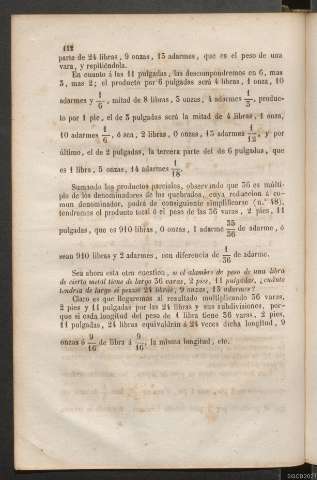 112
parte de 24 libras, 9 onzas, 15 adarmes, que es el peso de una
vara, y repitiéndola.
En cuanto á las 11 pulgadas, las descompondremos en 6, mas
3, mas 2; el producto por 6 pulgadas será 4 libras, 1 onza, 10
adarmes y 1/6, mitad de 8 libras, 3 onzas, 4 adarmes 1/3, produc-
to por 1 pie, el de 3 pulgadas será la mitad de 4 libras, 1 onza,
10 adarmes 1/6, ó sea, 2 libras, 0 onzas, 13 adarmes 1/12, y por
último, el de 2 pulgadas, la tercera parte del de 6 pulgadas, que
es 1 libra, 5 onzas, 14 adarmes 1/18.
Sumando los productos parciales, observando que 36 es múlti-
plo de los denominadores de los quebrados, cuya reduccion á co-
mun denominador, podrá de consiguiente simplificarse (n.º 48),
tendremos el producto total ó el peso de las 36 varas, 2 pies, 11
pulgadas, que es 910 libras, 0 onzas, 1 adarme 35/36 de adarme, ó
sean 910 libras y 2 adarmes, con diferencia de 1/36 de adarme.
Sea ahora esta otra cuestion, si el alambre de peso de una libra
de cierto metal tiene de largo 36 varas, 2 pies, 11 pulgadas, ¿cuánto
tendria de largo si pesase 24 libras, 9 onzas, 13 adarmes?
Claro es que llegaremos al resultado multiplicando 36 varas,
2 pies y 11 pulgadas por las 24 libras y sus subdivisiones, por-
que si cada longitud del peso de 1 libra tiene 36 varas, 2 pies,
11 pulgadas, 24 libras equivaldrán á 24 veces dicha longitud, 9
onzas ó 9/16 de libra á 9/16, la misma longitud, etc.